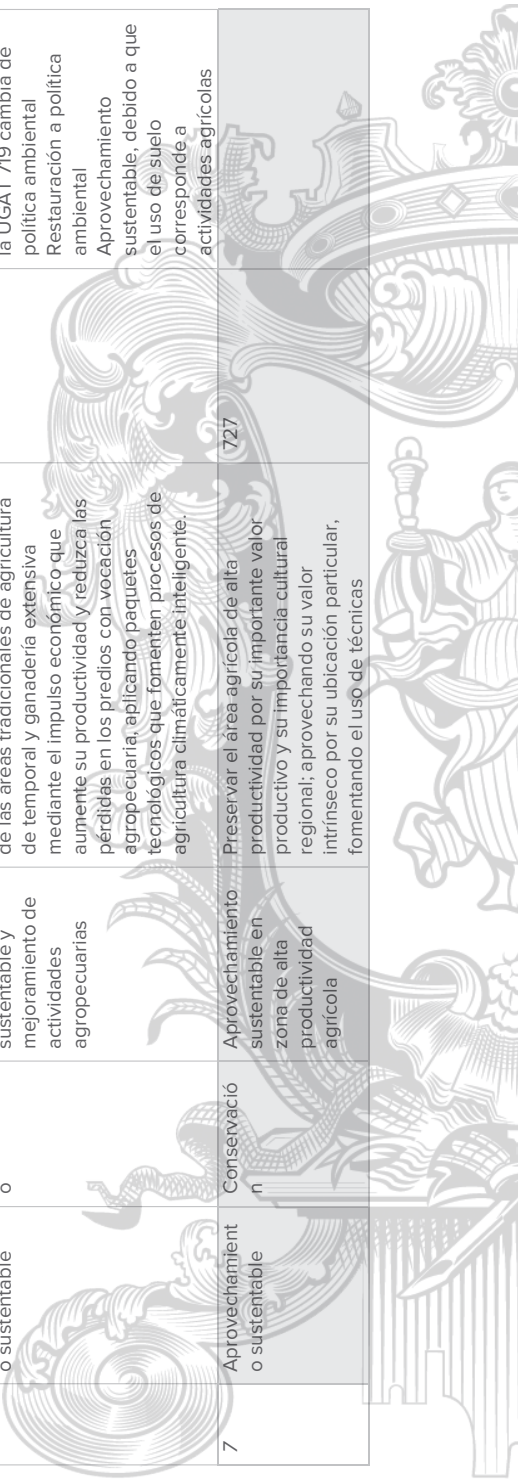 o sustentable
o
sustentable y
mejoramiento de
actividades
agropecuarias
de las áreas tradicionales de agricultura
de temporal y ganadería extensiva
mediante el impulso económico que
aumente su productividad y reduzca las
pérdidas en los predios con vocación
agropecuaria, aplicando paquetes
tecnológicos que fomenten procesos de
agricultura climáticamente inteligente.
la UGAT 719 cambia de
política ambiental
Restauración a política
ambiental
Aprovechamiento
sustentable, debido a que
el uso de suelo
corresponde a
actividades agrícolas
7
Aprovechamient
o sustentable
Conservació
n
Aprovechamiento
sustentable en
zona de alta
productividad
agrícola
Preservar el área agrícola de alta
productividad por su importante valor
productivo y su importancia cultural
regional; aprovechando su valor
intrínseco por su ubicación particular,
fomentando el uso de técnicas
727